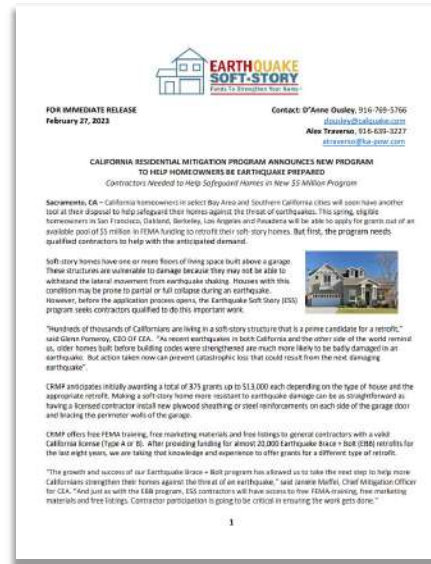 EARTHQUAKE
SOFT-STORY
Funds To Strengthen Your Home
FOR IMMEDIATE RELEASE
February 27, 2023
Contact: D'Anne Ousley, 916-769-5766
dousley@calquake.com
Alex Traverso, 916-639-3227
atraverso@ka-pow.com
CALIFORNIA RESIDENTIAL MITIGATION PROGRAM ANNOUNCES NEW PROGRAM
TO HELP HOMEOWNERS BE EARTHQUAKE PREPARED
Contractors Needed to Help Safeguard Homes in New $5 Million Program
Sacramento, CA – California homeowners in select Bay Area and Southern California cities will soon have another
tool at their disposal to help safeguard their homes against the threat of earthquakes. This spring, eligible
homeowners in San Francisco, Oakland, Berkeley, Los Angeles and Pasadena will be able to apply for grants out of an
available pool of $5 million in FEMA funding to retrofit their soft-story homes. But first, the program needs
qualified contractors to help with the anticipated demand.
Soft-story homes have one or more floors of living space built above a garage.
These structures are vulnerable to damage because they may not be able to
withstand the lateral movement from earthquake shaking. Houses with this
condition may be prone to partial or full collapse during an earthquake.
However, before the application process opens, the Earthquake Soft Story (ESS)
program seeks contractors qualified to do this important work.
"Hundreds of thousands of Californians are living in a soft-story structure that is a prime candidate for a retrofit,"
said Glenn Pomeroy, CEO OF CEA. "As recent earthquakes in both California and the other side of the world remind
us, older homes built before building codes were strengthened are much more likely to be badly damaged in an
earthquake. But action taken now can prevent catastrophic loss that could result from the next damaging
earthquake".
CRMP anticipates initially awarding a total of 375 grants up to $13,000 each depending on the type of house and the
appropriate retrofit. Making a soft-story home more resistant to earthquake damage can be as straightforward as
having a licensed contractor install new plywood sheathing or steel reinforcements on each side of the garage door
and bracing the perimeter walls of the garage.
CRMP offers free FEMA training, free marketing materials and free listings to general contractors with a valid
California license (Type A or B). After providing funding for almost 20,000 Earthquake Brace + Bolt (EBB) retrofits for
the last eight years, we are taking that knowledge and experience to offer grants for a different type of retrofit.
"The growth and success of our Earthquake Brace + Bolt program has allowed us to take the next step to help more
Californians strengthen their homes against the threat of an earthquake," said Janiele Maffei, Chief Mitigation Officer
for CEA. "And just as with the EBB program, ESS contractors will have access to free FEMA-training, free marketing
materials and free listings. Contractor participation is going to be critical in ensuring the work gets done."
1